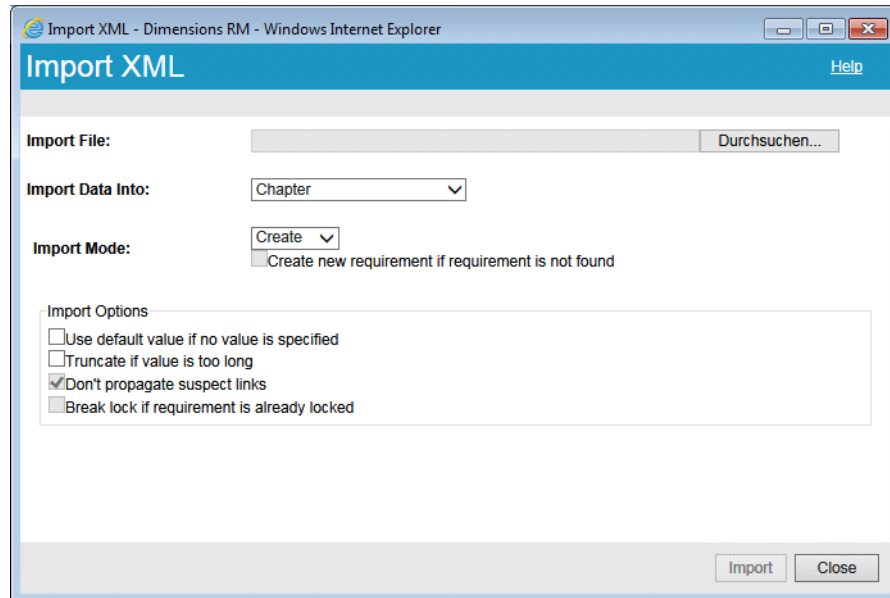 Import XML - Dimensions RM - Windows Internet Explorer
Import XML
Help
Import File:
Durchsuchen...
Import Data Into:
Chapter
Import Mode:
Create
Create new requirement if requirement is not found
Import Options
Use default value if no value is specified
Truncate if value is too long
Don't propagate suspect links
Break lock if requirement is already locked
Import
Close